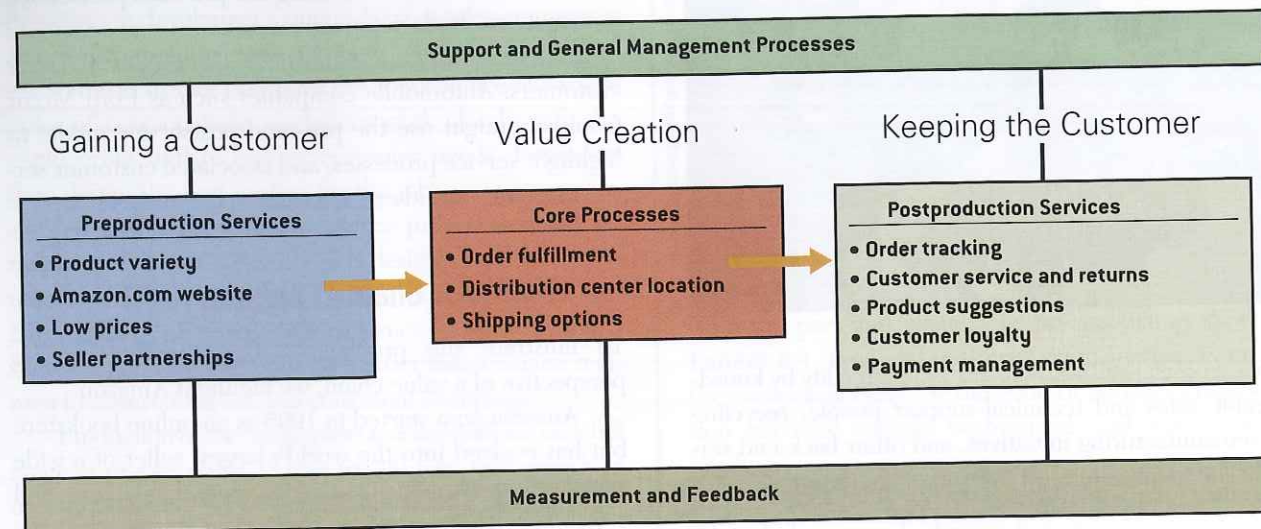 Support and General Management Processes
Gaining a Customer
Value Creation
Keeping the Customer
Preproduction Services
• Product variety
• Amazon.com website
• Low prices
• Seller partnerships
Core Processes
• Order fulfillment
• Distribution center location
• Shipping options
Postproduction Services
• Order tracking
• Customer service and returns
• Product suggestions
• Customer loyalty
• Payment management
Measurement and Feedback